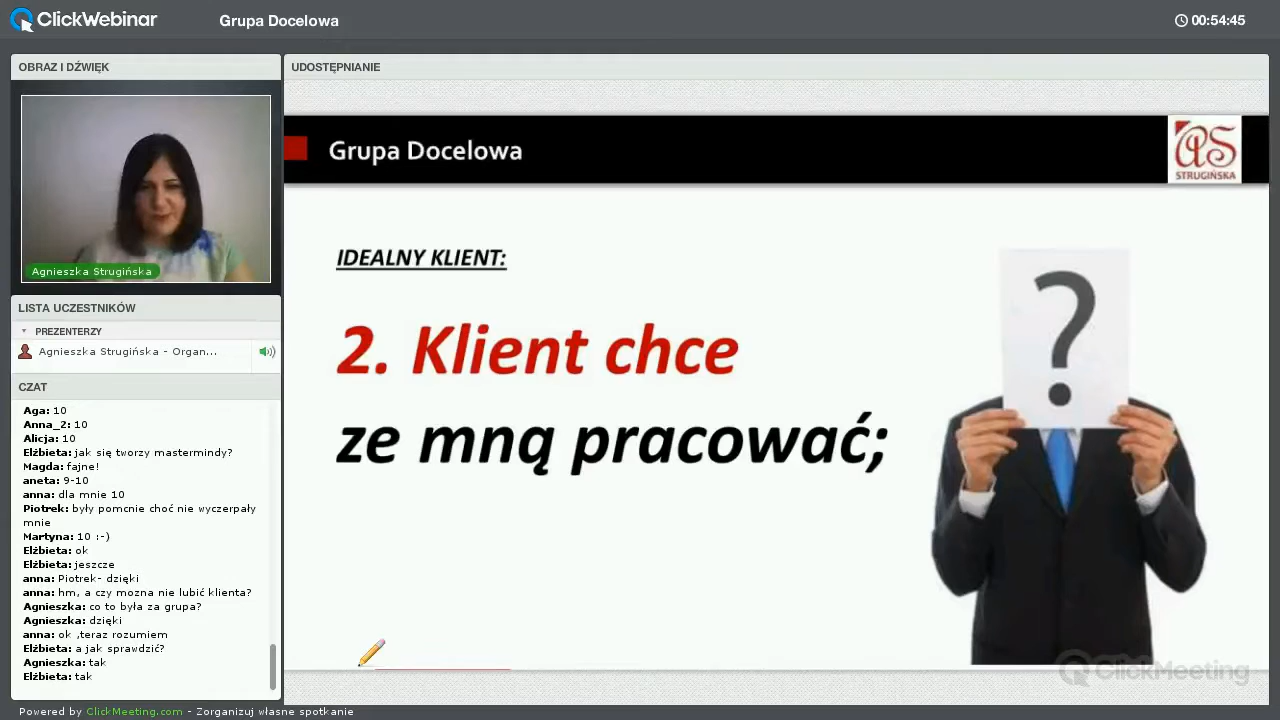 ClickWebinar
Grupa Docelowa
00:54:45
OBRAZ I DŹWIĘK
Agnieszka Strugińska
LISTA UCZESTNIKÓW
PREZENTERZY
Agnieszka Strugińska - Organ...
CZAT
Aga: 10
Anna_2: 10
Alicja: 10
Elżbieta: jak się tworzy mastermindy?
Magda: fajne!
aneta: 9-10
anna: dla mnie 10
Piotrek: były pomcnie choć nie wyczerpały
mnie
Martyna: 10 :-)
Elżbieta: ok
Elżbieta: jeszcze
anna: Piotrek- dzięki
anna: hm, a czy mozna nie lubić klienta?
Agnieszka: co to była za grupa?
Agnieszka: dzięki
anna: ok ,teraz rozumiem
Elżbieta: a jak sprawdzić?
Agnieszka: tak
Elżbieta: tak
UDOSTĘPNIANIE
Grupa Docelowa
STRUGIŃSKA
IDEALNY KLIENT:
2. Klient chce
ze mną pracować;
?
ClickMeeting
Powered by ClickMeeting.com - Zorganizuj własne spotkanie